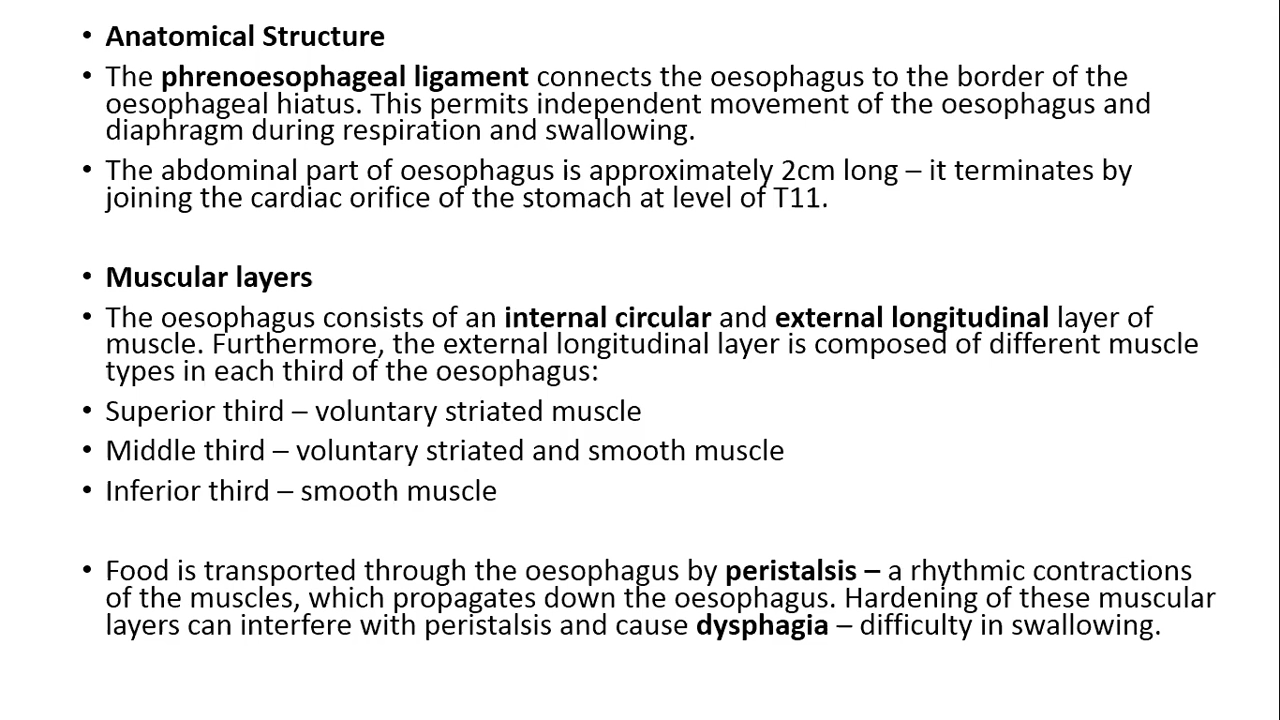 • Anatomical Structure
• The phrenoesophageal ligament connects the oesophagus to the border of the
oesophageal hiatus. This permits independent movement of the oesophagus and
diaphragm during respiration and swallowing.
• The abdominal part of oesophagus is approximately 2cm long – it terminates by
joining the cardiac orifice of the stomach at level of T11.
• Muscular layers
• The oesophagus consists of an internal circular and external longitudinal layer of
muscle. Furthermore, the external longitudinal layer is composed of different muscle
types in each third of the oesophagus:
• Superior third – voluntary striated muscle
• Middle third – voluntary striated and smooth muscle
• Inferior third – smooth muscle
• Food is transported through the oesophagus by peristalsis – a rhythmic contractions
of the muscles, which propagates down the oesophagus. Hardening of these muscular
layers can interfere with peristalsis and cause dysphagia – difficulty in swallowing.